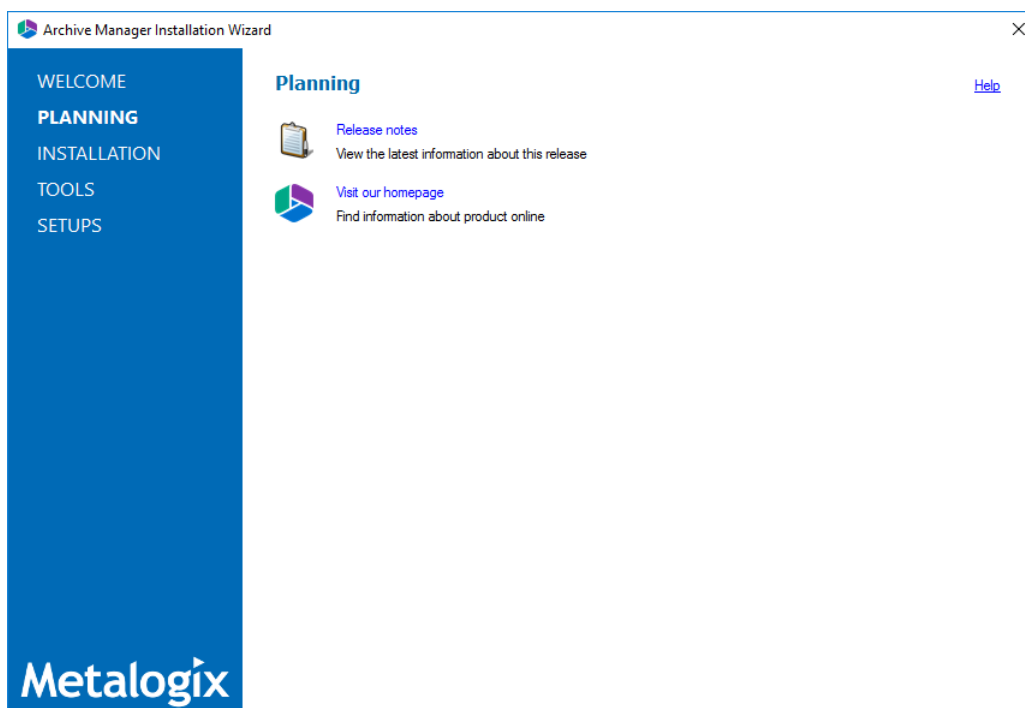 Archive Manager Installation Wizard
WELCOME
PLANNING
INSTALLATION
TOOLS
SETUPS
Metalogix
Planning
Help
Release notes
View the latest information about this release
Visit our homepage
Find information about product online